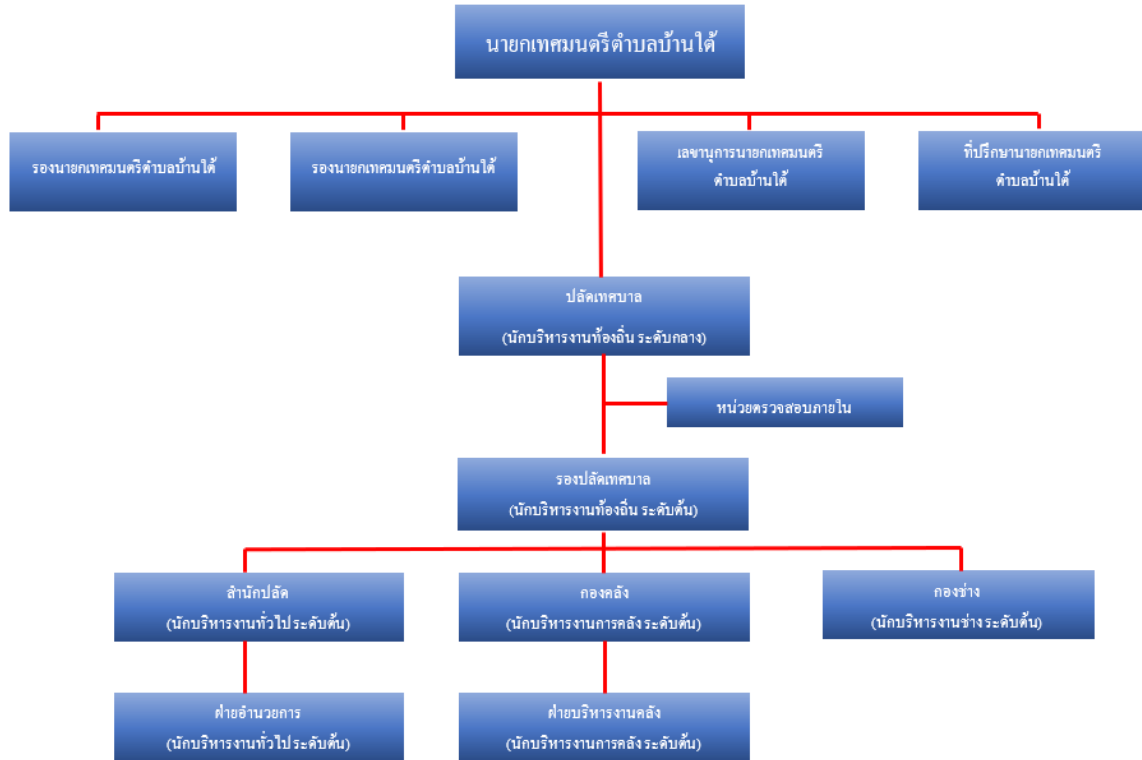 นายกเทศมนตรีตำบลบ้านใต้
รองนายกเทศมนตรีตำบลบ้านใต้
รองนายกเทศมนตรีตำบลบ้านใต้
เลขานุการนายกเทศมนตรี
ตำบลบ้านใต้
ที่ปรึกษานายกเทศมนตรี
ตำบลบ้านใต้
ปลัดเทศบาล
(นักบริหารงานท้องถิ่น ระดับกลาง)
หน่วยตรวจสอบภายใน
รองปลัดเทศบาล
(นักบริหารงานท้องถิ่น ระดับต้น)
สำนักปลัด
(นักบริหารงานทั่วไป ระดับต้น)
กองคลัง
(นักบริหารงานการคลัง ระดับต้น)
กองช่าง
(นักบริหารงานช่าง ระดับต้น)
ฝ่ายอำนวยการ
(นักบริหารงานทั่วไป ระดับต้น)
ฝ่ายบริหารงานคลัง
(นักบริหารงานการคลัง ระดับต้น)